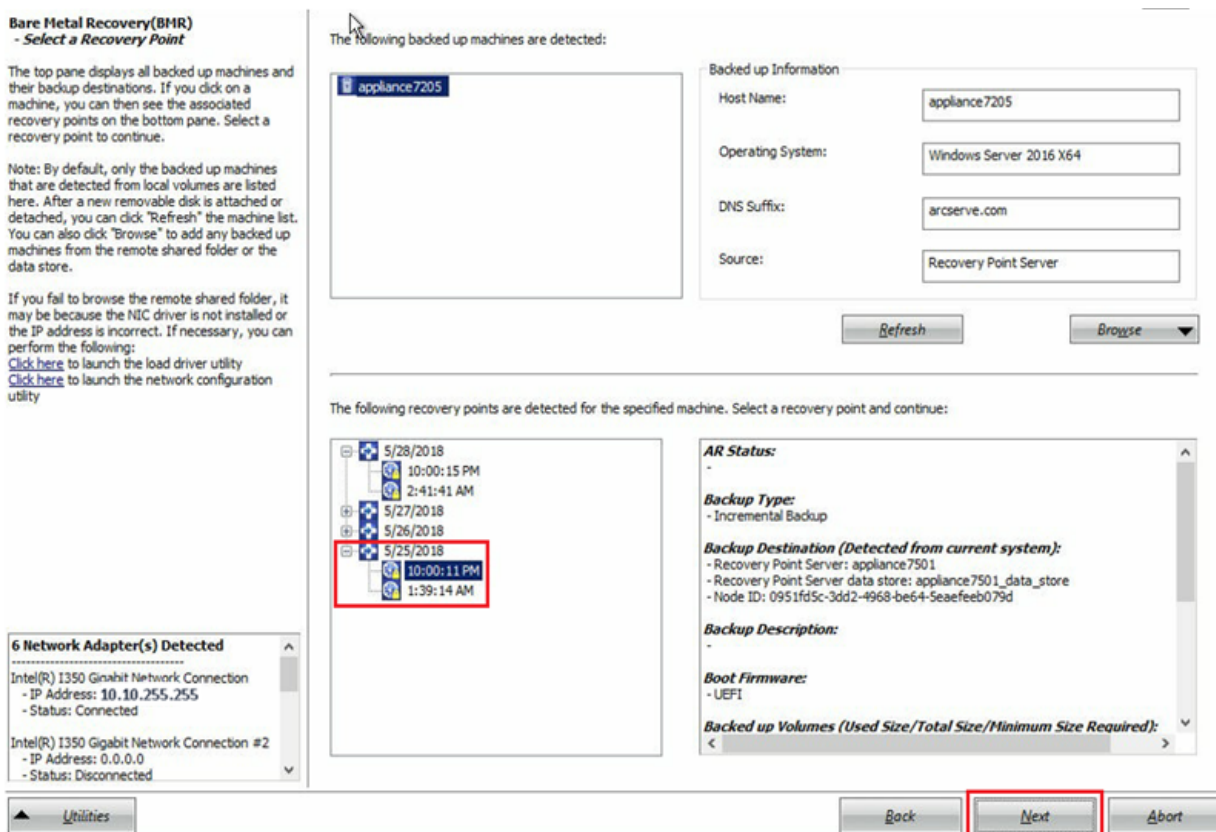 Bare Metal Recovery(BMR)
- Select a Recovery Point
The top pane displays all backed up machines and
their backup destinations. If you click on a
machine, you can then see the associated
recovery points on the bottom pane. Select a
recovery point to continue.
Note: By default, only the backed up machines
that are detected from local volumes are listed
here. After a new removable disk is attached or
detached, you can click "Refresh" the machine list.
You can also click "Browse" to add any backed up
machines from the remote shared folder or the
data store.
If you fail to browse the remote shared folder, it
may be because the NIC driver is not installed or
the IP address is incorrect. If necessary, you can
perform the following:
Click here to launch the load driver utility
Click here to launch the network configuration
utility
6 Network Adapter(s) Detected
------------------------------------
Intel(R) I350 Gigabit Network Connection
- IP Address: 10.10.255.255
- Status: Connected
Intel(R) I350 Gigabit Network Connection #2
- IP Address: 0.0.0.0
- Status: Disconnected
The following backed up machines are detected:
appliance7205
Backed up Information
Host Name: appliance7205
Operating System: Windows Server 2016 X64
DNS Suffix: arcserve.com
Source: Recovery Point Server
Refresh
Browse
The following recovery points are detected for the specified machine. Select a recovery point and continue:
5/28/2018
10:00:15 PM
2:41:41 AM
5/27/2018
5/26/2018
5/25/2018
10:00:11 PM
1:39:14 AM
AR Status:
-
Backup Type:
- Incremental Backup
Backup Destination (Detected from current system):
- Recovery Point Server: appliance7501
- Recovery Point Server data store: appliance7501_data_store
- Node ID: 0951fd5c-3dd2-4968-be64-5eaefeeb079d
Backup Description:
-
Boot Firmware:
- UEFI
Backed up Volumes (Used Size/Total Size/Minimum Size Required):
Utilities
Back
Next
Abort